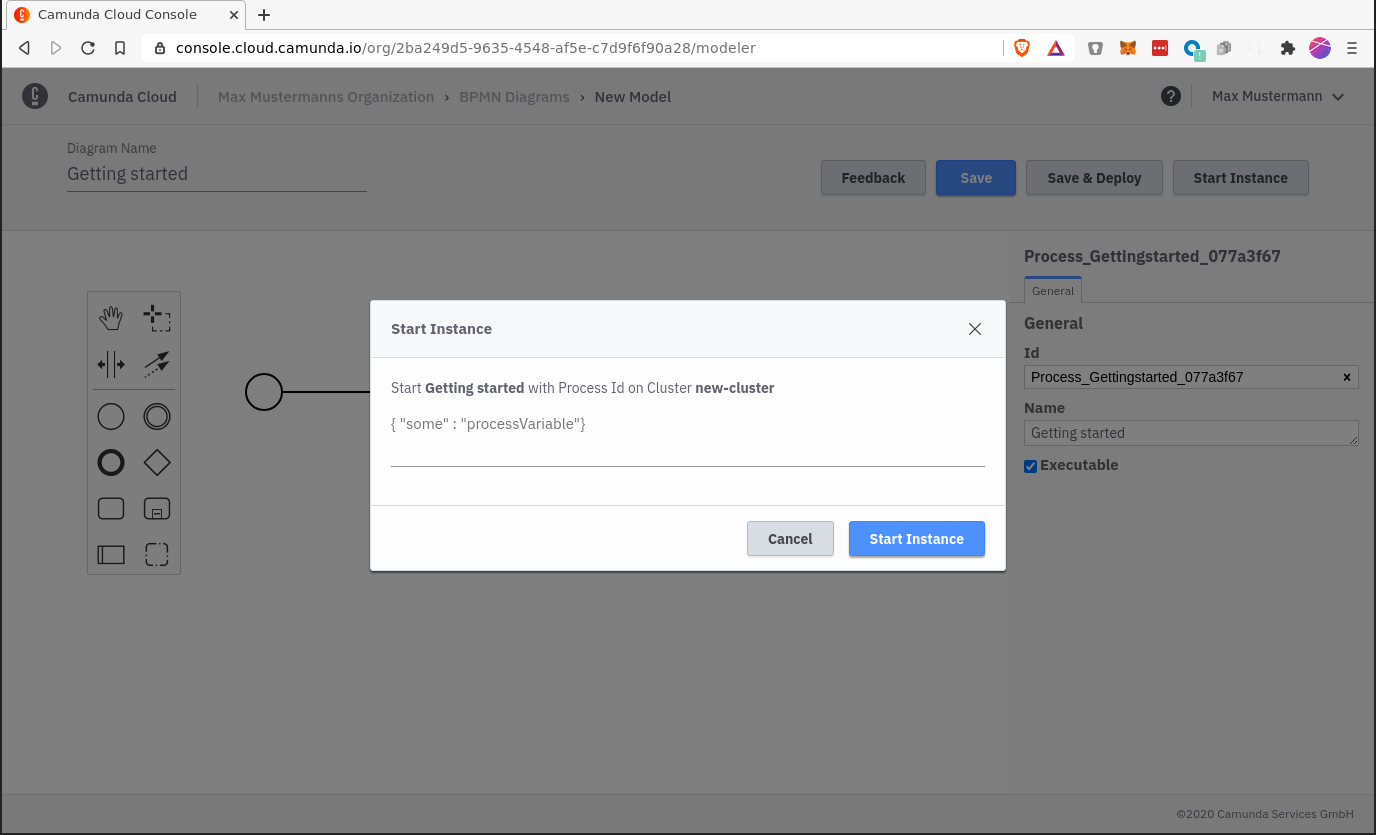 Camunda Cloud Console
console.cloud.camunda.io/org/2ba249d5-9635-4548-af5e-c7d9f6f90a28/modeler
Camunda Cloud Max Mustermanns Organization › BPMN Diagrams › New Model ? Max Mustermann
Diagram Name
Getting started
Feedback Save Save & Deploy Start Instance
Process_Gettingstarted_077a3f67
General
General
Id
Process_Gettingstarted_077a3f67
Name
Getting started
Executable
Start Instance
Start Getting started with Process Id on Cluster new-cluster
{ "some" : "processVariable"}
Cancel Start Instance
©2020 Camunda Services GmbH